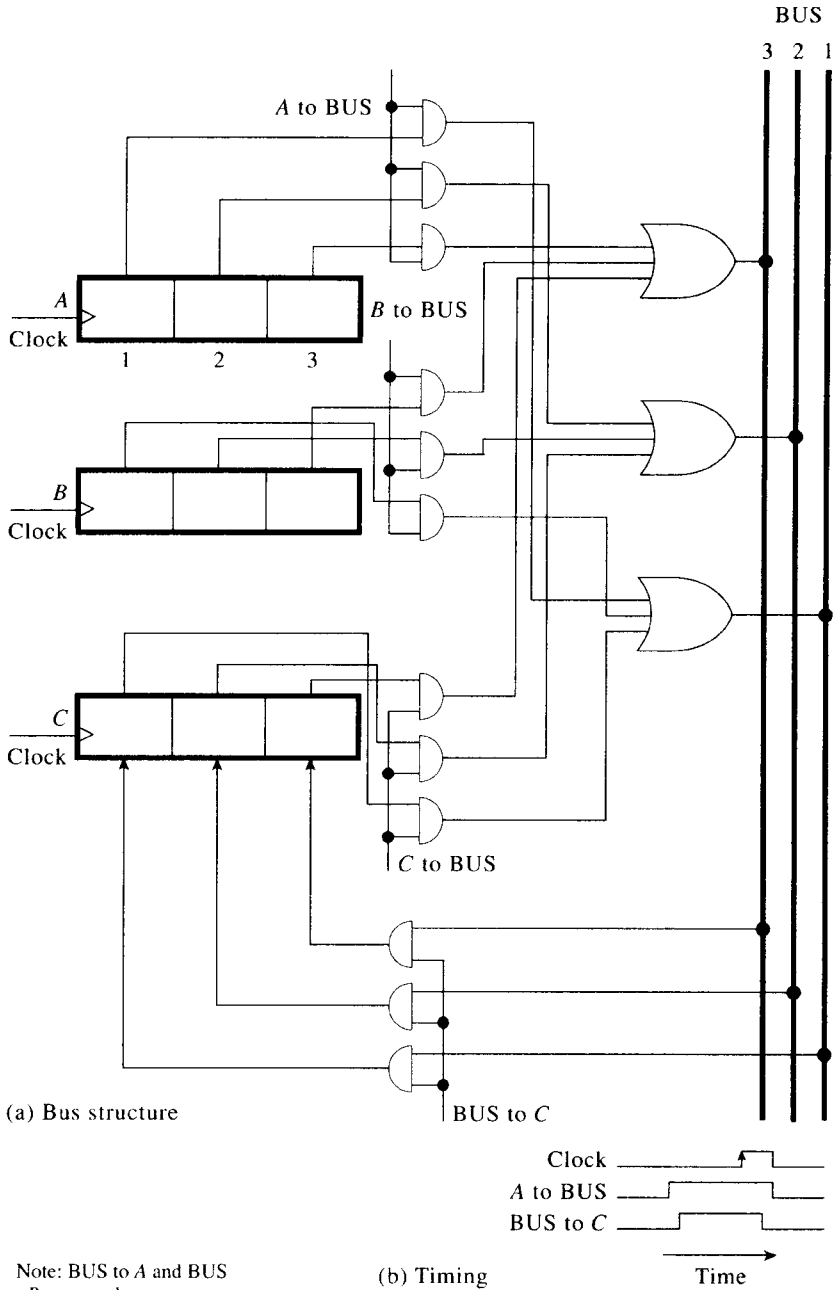 BUS
3 2 1
A to BUS
A
Clock
1 2 3
B to BUS
B
Clock
C
Clock
C to BUS
(a) Bus structure
BUS to C
Clock
A to BUS
BUS to C
Note: BUS to A and BUS
(b) Timing
Time